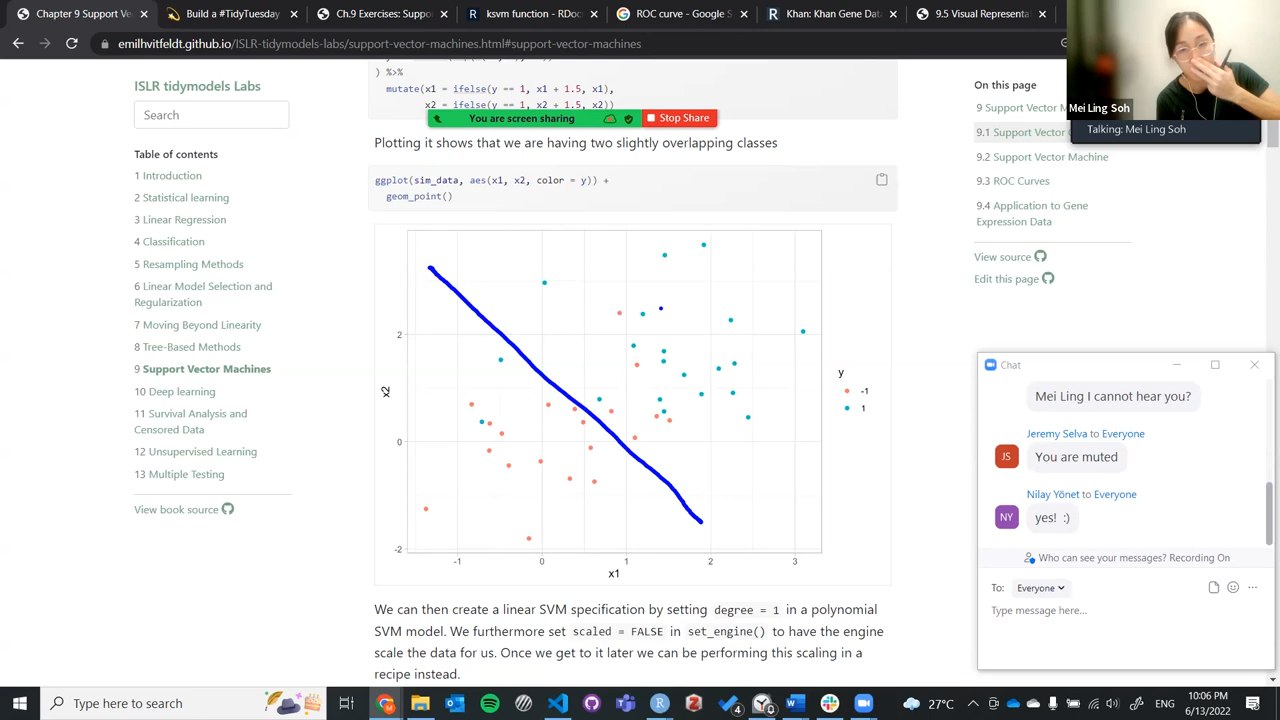 Chapter 9 Support
tidymodels
Ch.9 Exercises: Suppo
ksvm function - RDoc
ROC curve - Google S
Khan: Khan Gene Dat
9.5 Visual Representa
emilhvitfeldt.github.io/ISLR-tidymodels-labs/support-vector-machines.html#support-vector-machines
ISLR tidymodels Labs
Search
Table of contents
1 Introduction
2 Statistical learning
3 Linear Regression
4 Classification
5 Resampling Methods
6 Linear Model Selection and
Regularization
7 Moving Beyond Linearity
8 Tree-Based Methods
9 Support Vector Machines
10 Deep learning
11 Survival Analysis and
Censored Data
12 Unsupervised Learning
13 Multiple Testing
View book source
) %>%
mutate(x1 = ifelse(y == 1, x1 + 1.5, x1),
x2 = ifelse(y == 1, x2 + 1.5, x2))
You are screen sharing
Stop Share
Plotting it shows that we are having two slightly overlapping classes
ggplot(sim_data, aes(x1, x2, color = y)) +
geom_point()
x2
2
0
-2
-1
0
1
2
3
x1
y
-1
1
We can then create a linear SVM specification by setting degree = 1 in a polynomial
SVM model. We furthermore set scaled = FALSE in set_engine() to have the engine
scale the data for us. Once we get to it later we can be performing this scaling in a
recipe instead.
On this page
9 Support Vector M
9.1 Support Vector C
9.2 Support Vector Machine
9.3 ROC Curves
9.4 Application to Gene
Expression Data
View source
Edit this page
Mei Ling Soh
Talking: Mei Ling Soh
Chat
Mei Ling I cannot hear you?
Jeremy Selva to Everyone
JS
You are muted
Nilay Yönet to Everyone
NY
yes! :)
Who can see your messages? Recording On
To: Everyone
Type message here...
Type here to search
4
0
27°C
ENG
10:06 PM
6/13/2022